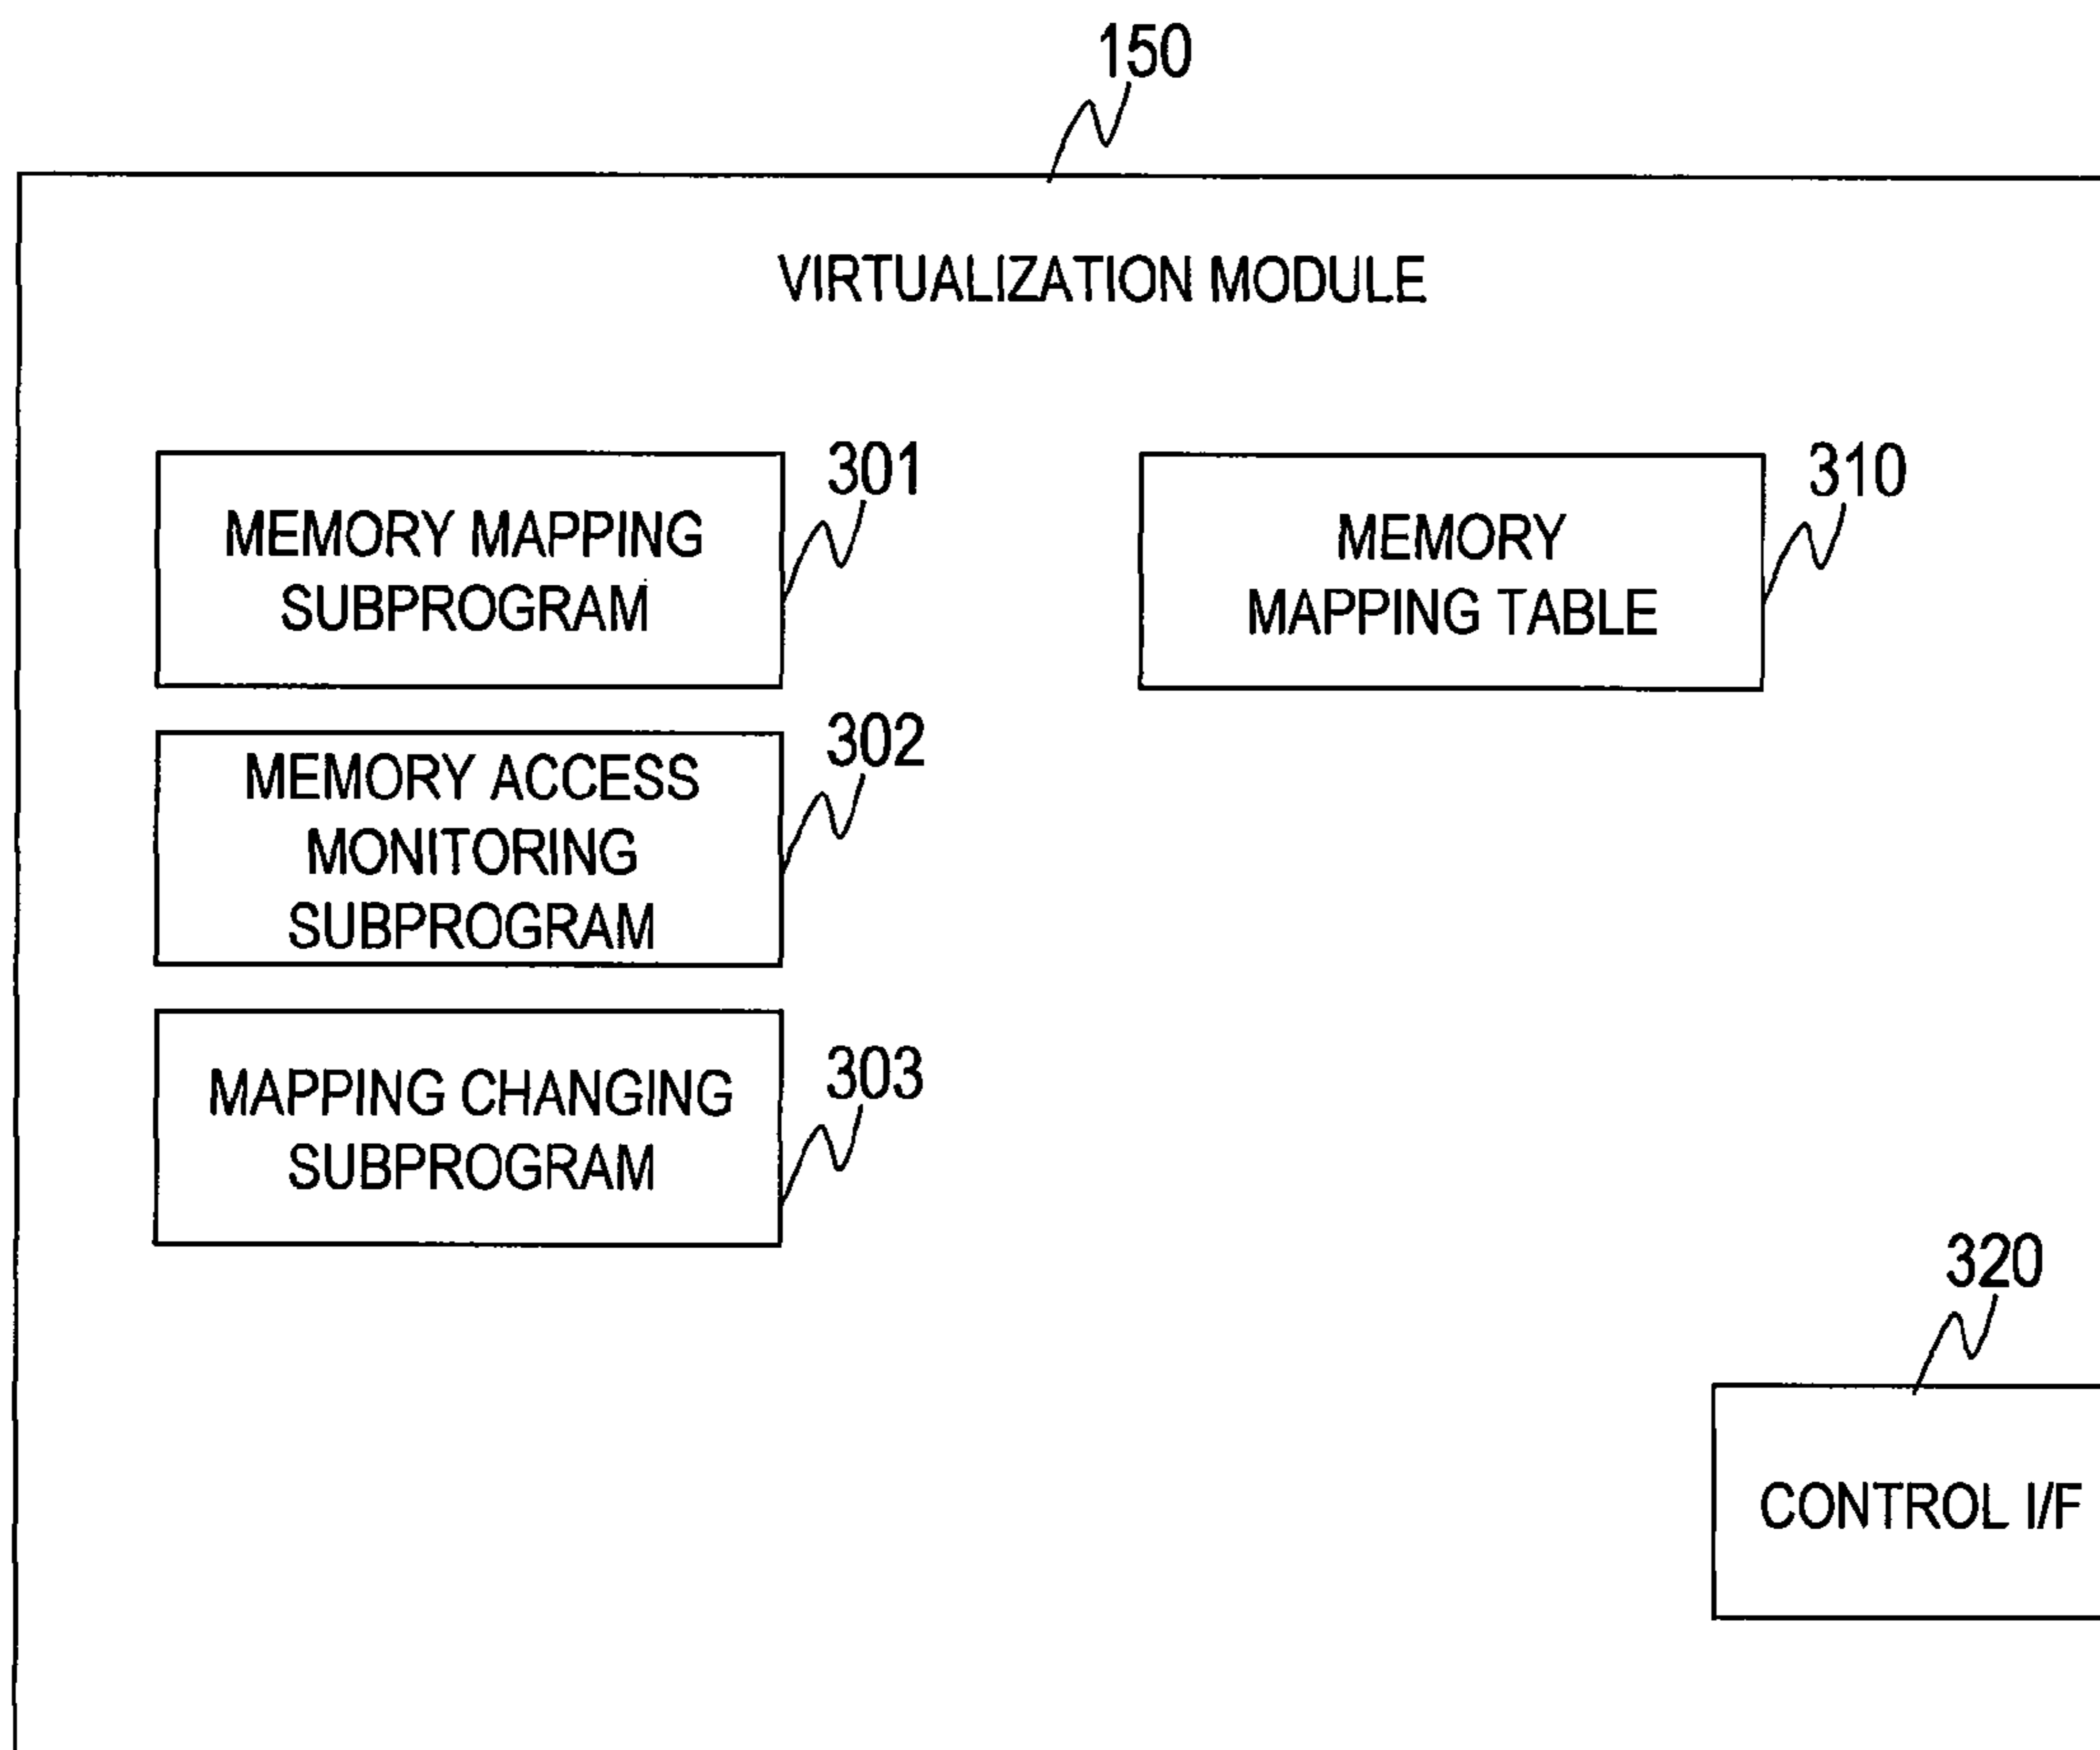 150
VIRTUALIZATION MODULE
301
MEMORY MAPPING
SUBPROGRAM
310
MEMORY
MAPPING TABLE
302
MEMORY ACCESS
MONITORING
SUBPROGRAM
303
MAPPING CHANGING
SUBPROGRAM
320
CONTROL I/F